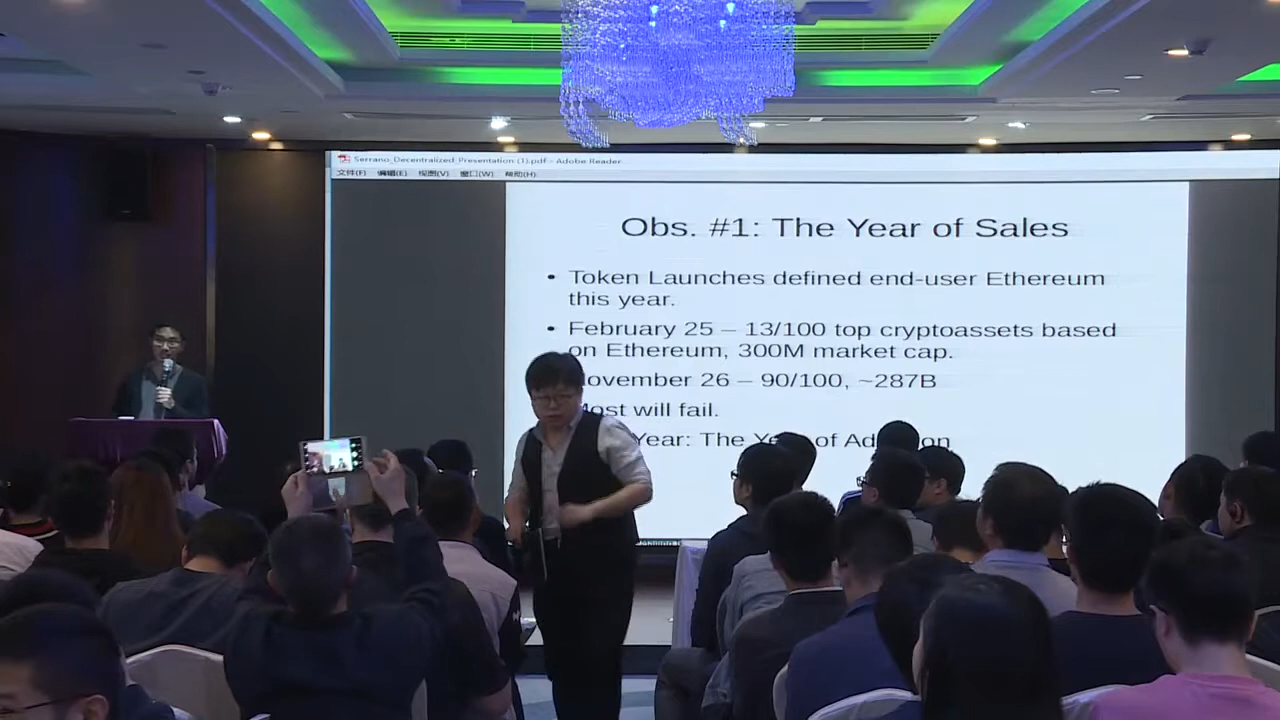 Serrano_Decentralized_Presentation (1).pdf - Adobe Reader
文件(F) 编辑(E) 视图(V) 窗口(W) 帮助(H)
Obs. #1: The Year of Sales
• Token Launches defined end-user Ethereum
this year.
• February 25 – 13/100 top cryptoassets based
on Ethereum, 300M market cap.
ovember 26 – 90/100, ~287B
Most will fail.
Year: The Ye of Ad on